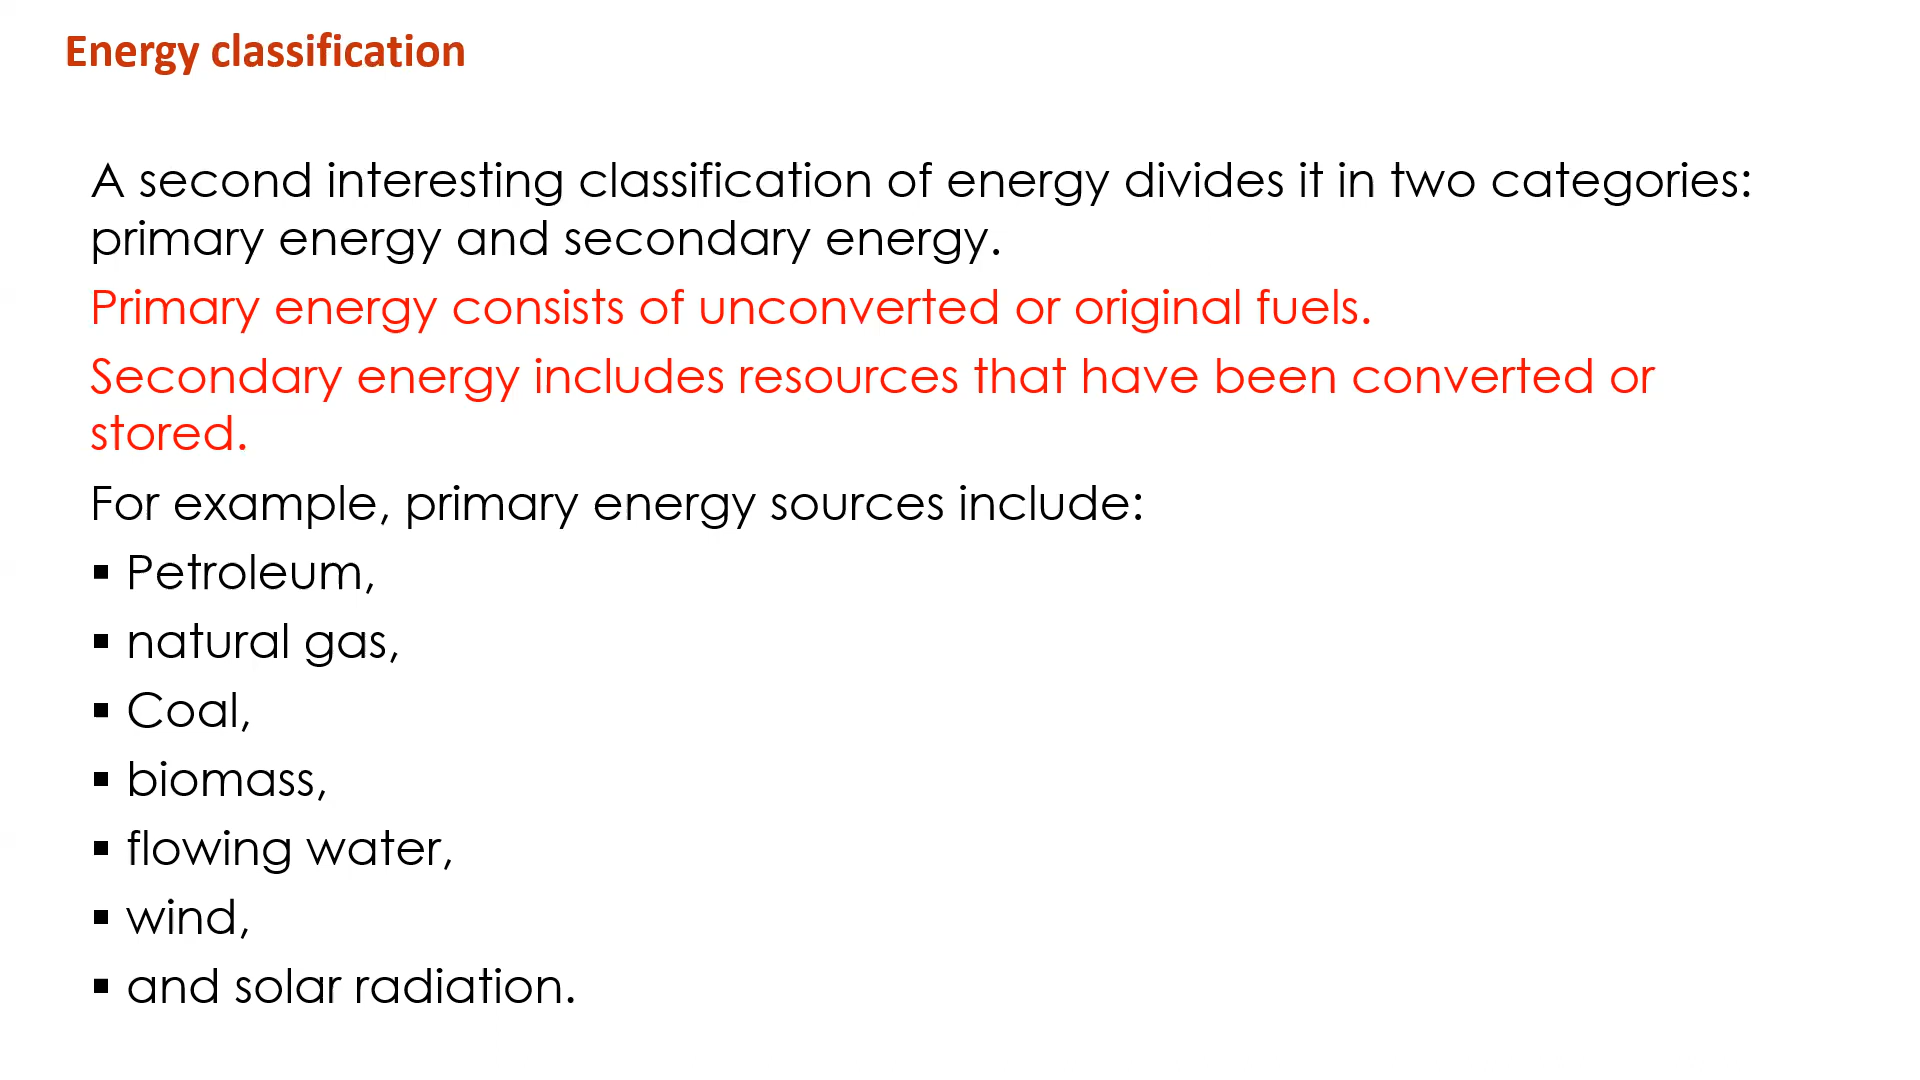 Energy classification
A second interesting classification of energy divides it in two categories:
primary energy and secondary energy.
Primary energy consists of unconverted or original fuels.
Secondary energy includes resources that have been converted or
stored.
For example, primary energy sources include:
▪ Petroleum,
▪ natural gas,
▪ Coal,
▪ biomass,
▪ flowing water,
▪ wind,
▪ and solar radiation.